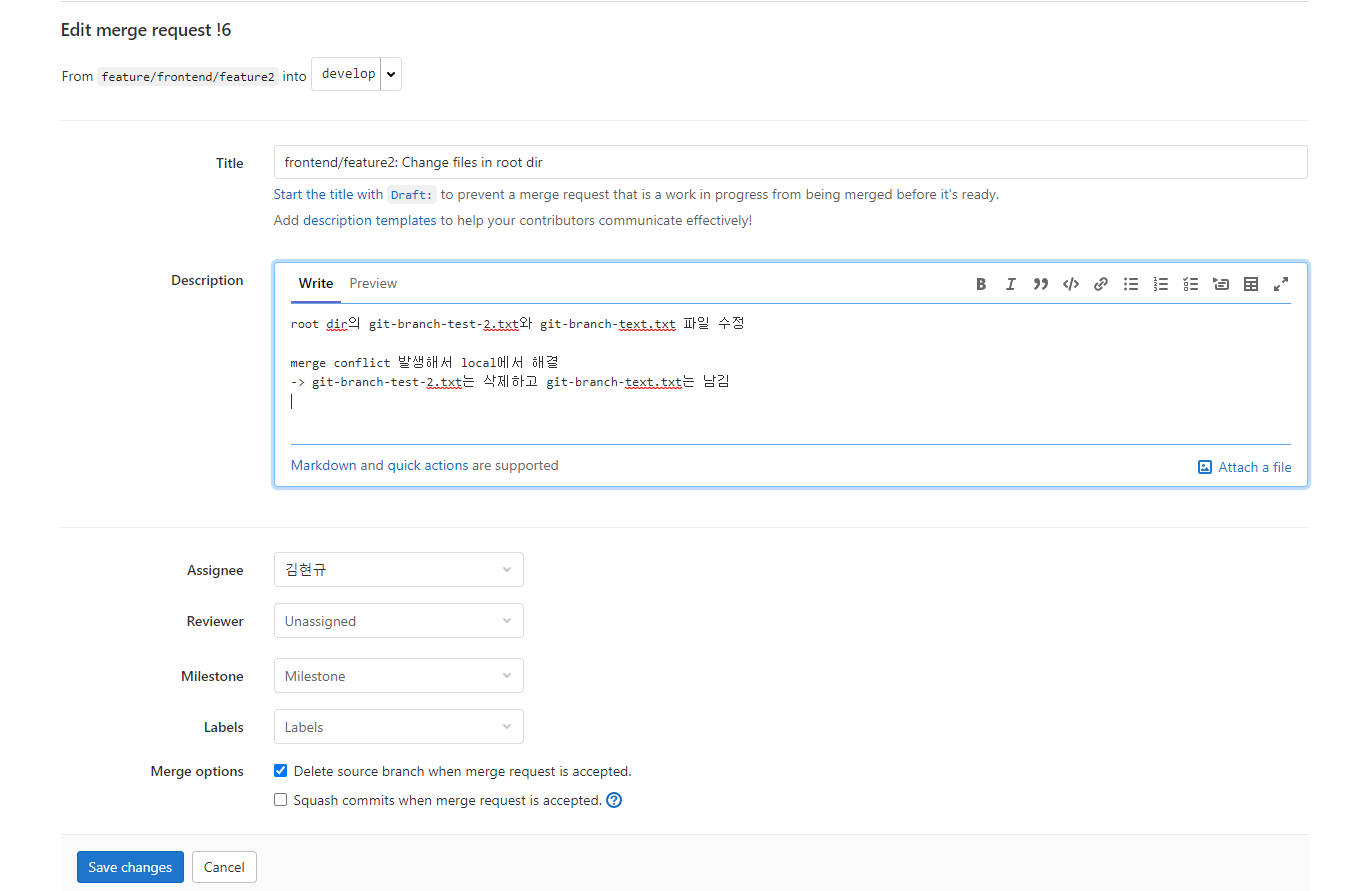 Edit merge request !6
From feature/frontend/feature2 into develop
Title
frontend/feature2: Change files in root dir
Start the title with Draft: to prevent a merge request that is a work in progress from being merged before it's ready.
Add description templates to help your contributors communicate effectively!
Description
Write Preview
root dir의 git-branch-test-2.txt와 git-branch-text.txt 파일 수정
merge conflict 발생해서 local에서 해결
-> git-branch-test-2.txt는 삭제하고 git-branch-text.txt는 남김
Markdown and quick actions are supported
Attach a file
Assignee
김현규
Reviewer
Unassigned
Milestone
Milestone
Labels
Labels
Merge options
Delete source branch when merge request is accepted.
Squash commits when merge request is accepted.
Save changes
Cancel